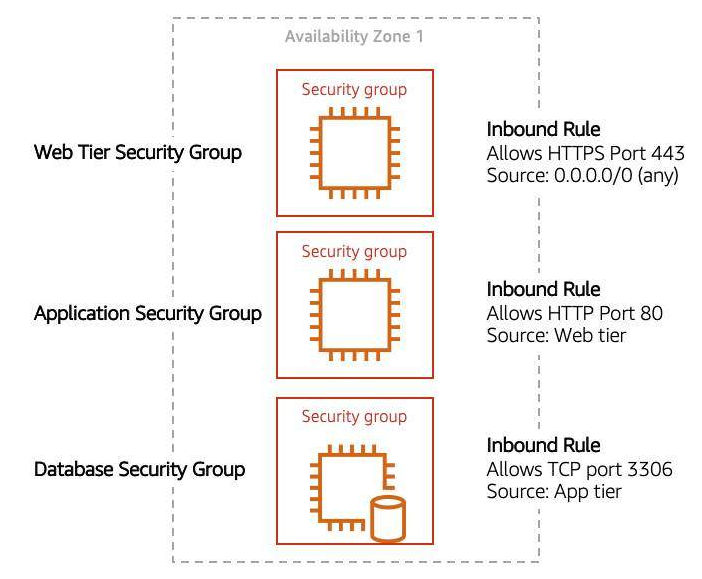 Availability Zone 1
Security group
Web Tier Security Group
Inbound Rule
Allows HTTPS Port 443
Source: 0.0.0.0/0 (any)
Security group
Application Security Group
Inbound Rule
Allows HTTP Port 80
Source: Web tier
Security group
Database Security Group
Inbound Rule
Allows TCP port 3306
Source: App tier